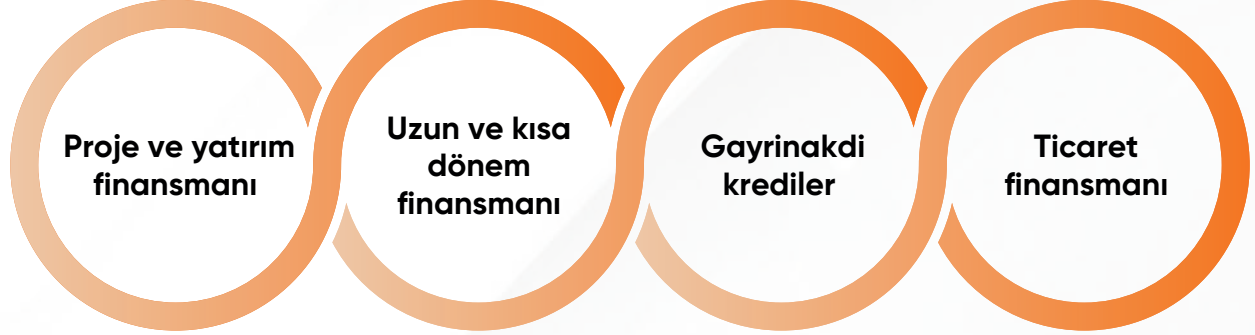 Proje ve yatırım
finansmanı
Uzun ve kısa
dönem
finansmanı
Gayrinakdi
krediler
Ticaret
finansmanı